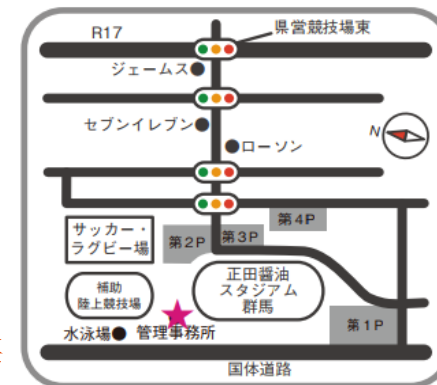 R17
県営競技場東
ジェームス
セブンイレブン
ローソン
N
第4P
サッカー・
ラグビー場
第2P
第3P
補助
陸上競技場
正田醤油
スタジアム
群馬
第1P
水泳場
管理事務所
国体道路